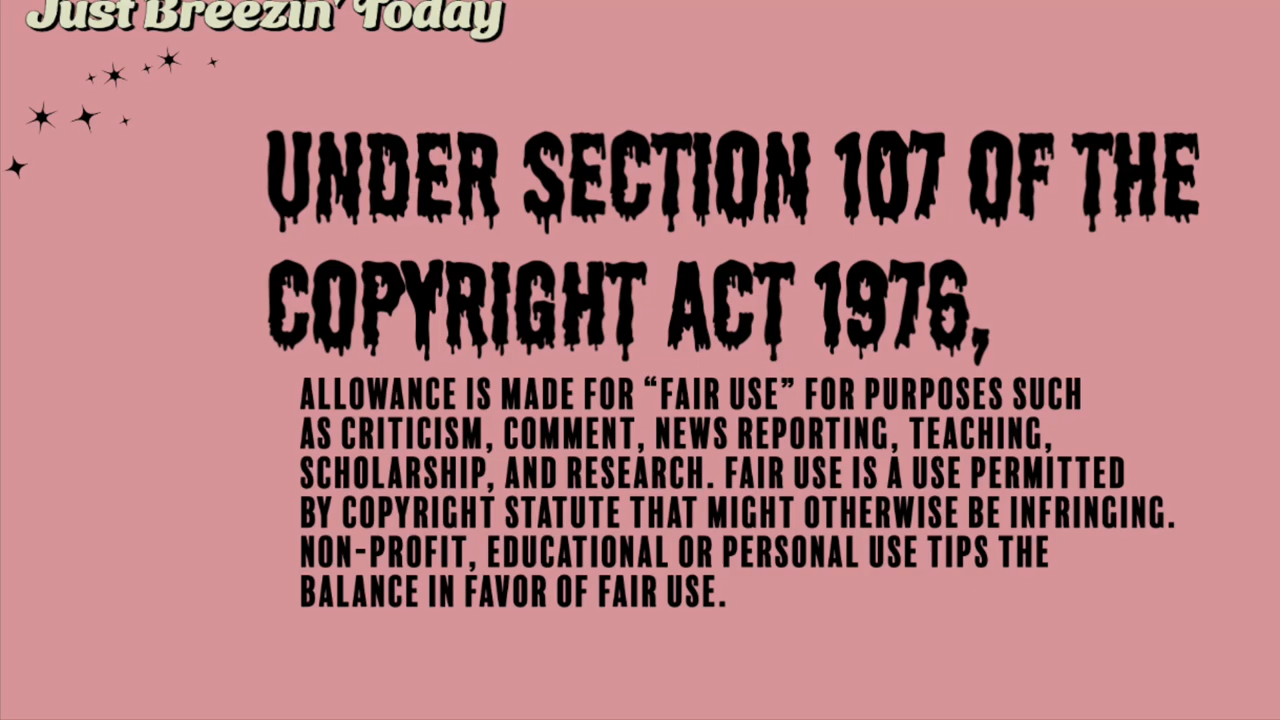 Just Breezin' Today
UNDER SECTION 107 OF THE
COPYRIGHT ACT 1976,
ALLOWANCE IS MADE FOR “FAIR USE” FOR PURPOSES SUCH
AS CRITICISM, COMMENT, NEWS REPORTING, TEACHING,
SCHOLARSHIP, AND RESEARCH. FAIR USE IS A USE PERMITTED
BY COPYRIGHT STATUTE THAT MIGHT OTHERWISE BE INFRINGING.
NON-PROFIT, EDUCATIONAL OR PERSONAL USE TIPS THE
BALANCE IN FAVOR OF FAIR USE.